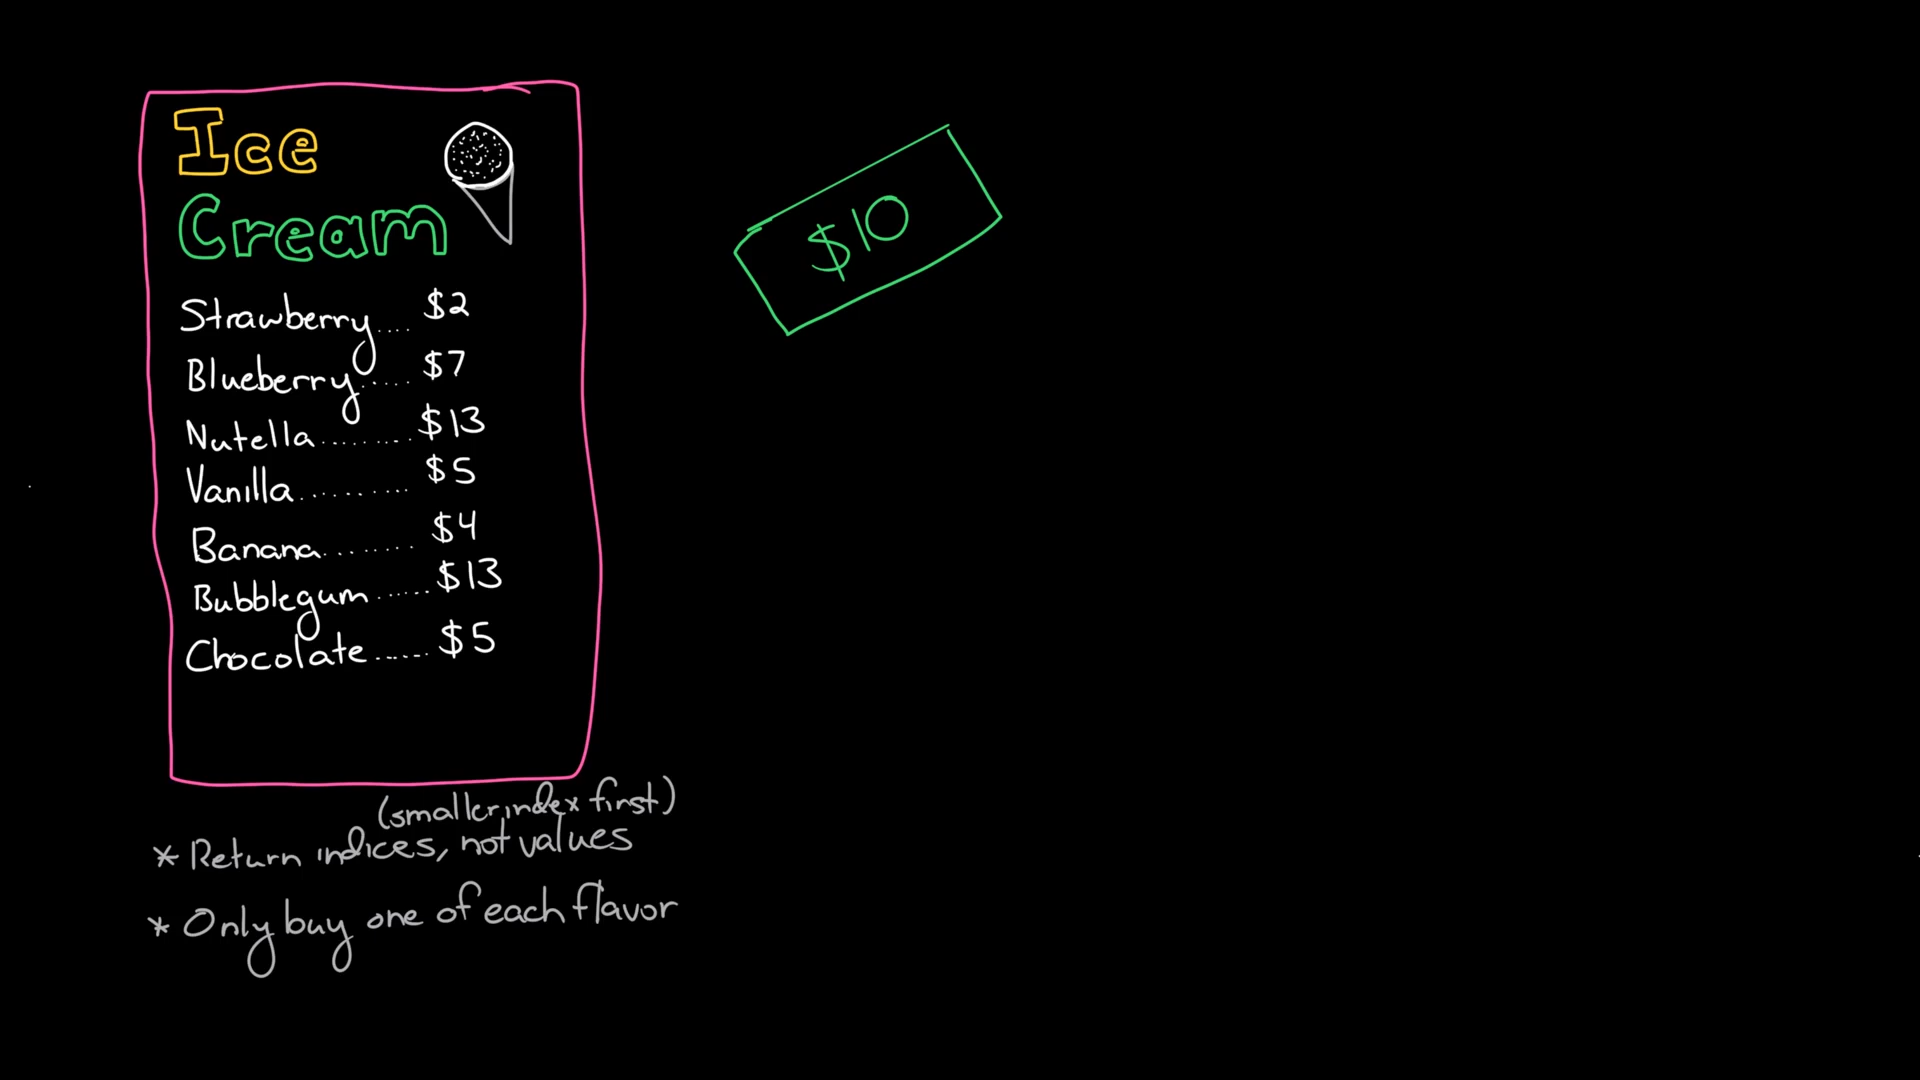 Ice
Cream
Strawberry.... $2
Blueberry..... $7
Nutella......... $13
Vanilla.......... $5
Banana........ $4
Bubblegum...... $13
Chocolate...... $5
$10
(smaller index first)
* Return indices, not values
* Only buy one of each flavor